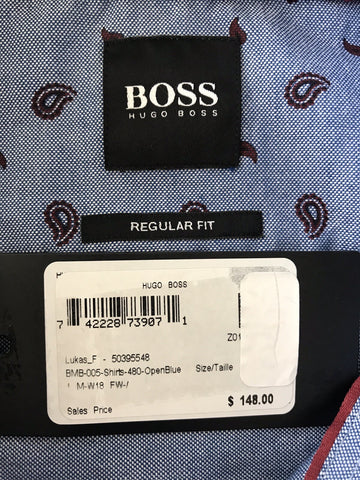 BOSS
HUGO BOSS
REGULAR FIT
HUGO BOSS
7 42228 73907 1
Lukas_F - 50395548
BMB-005-Shirts-480-OpenBlue Size/Taille
M-W18 FW-/
Sales Price
$ 148.00